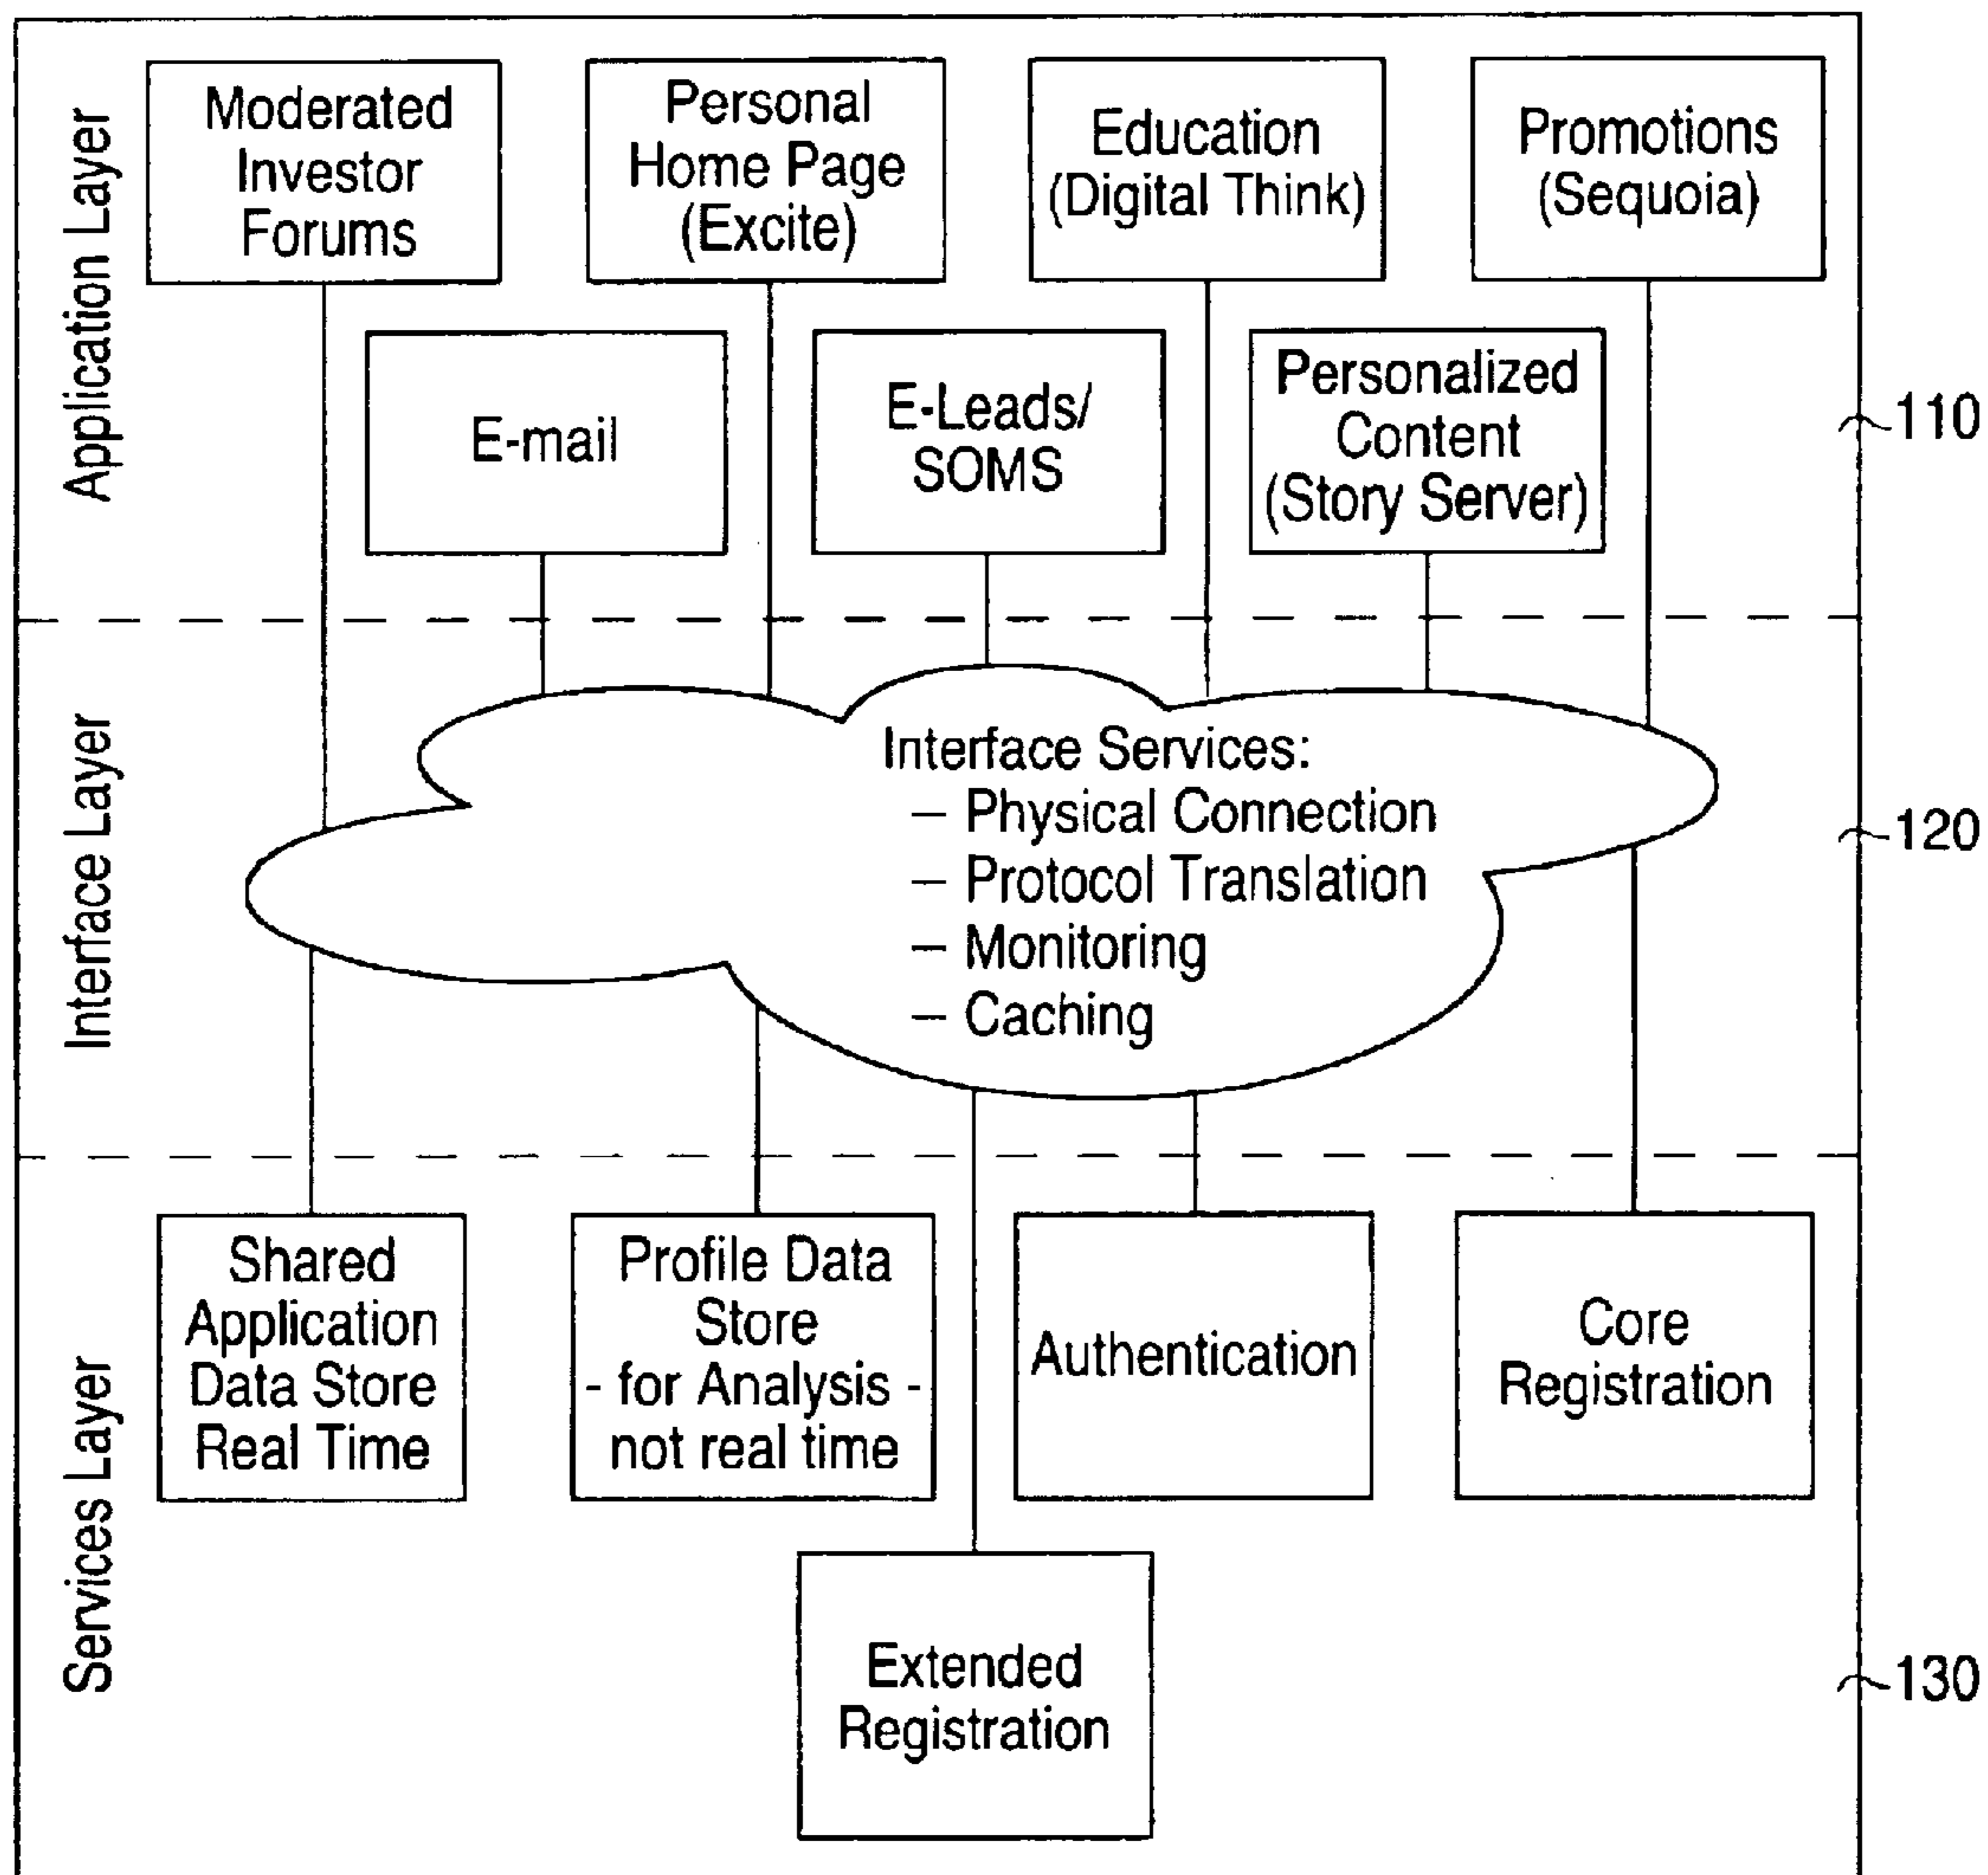 Application Layer
Moderated
Investor
Forums
Personal
Home Page
(Excite)
Education
(Digital Think)
Promotions
(Sequoia)
E-mail
E-Leads/
SOMS
Personalized
Content
(Story Server)
110
Interface Layer
Interface Services:
– Physical Connection
– Protocol Translation
– Monitoring
– Caching
120
Services Layer
Shared
Application
Data Store
Real Time
Profile Data
Store
- for Analysis -
not real time
Authentication
Core
Registration
Extended
Registration
130